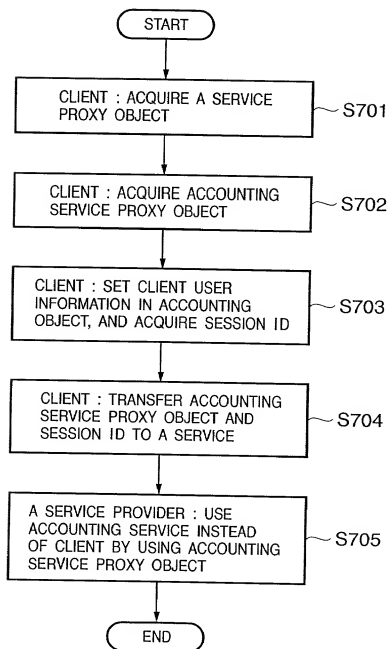 START
CLIENT : ACQUIRE A SERVICE
PROXY OBJECT
S701
CLIENT : ACQUIRE ACCOUNTING
SERVICE PROXY OBJECT
S702
CLIENT : SET CLIENT USER
INFORMATION IN ACCOUNTING
OBJECT, AND ACQUIRE SESSION ID
S703
CLIENT : TRANSFER ACCOUNTING
SERVICE PROXY OBJECT AND
SESSION ID TO A SERVICE
S704
A SERVICE PROVIDER : USE
ACCOUNTING SERVICE INSTEAD
OF CLIENT BY USING ACCOUNTING
SERVICE PROXY OBJECT
S705
END